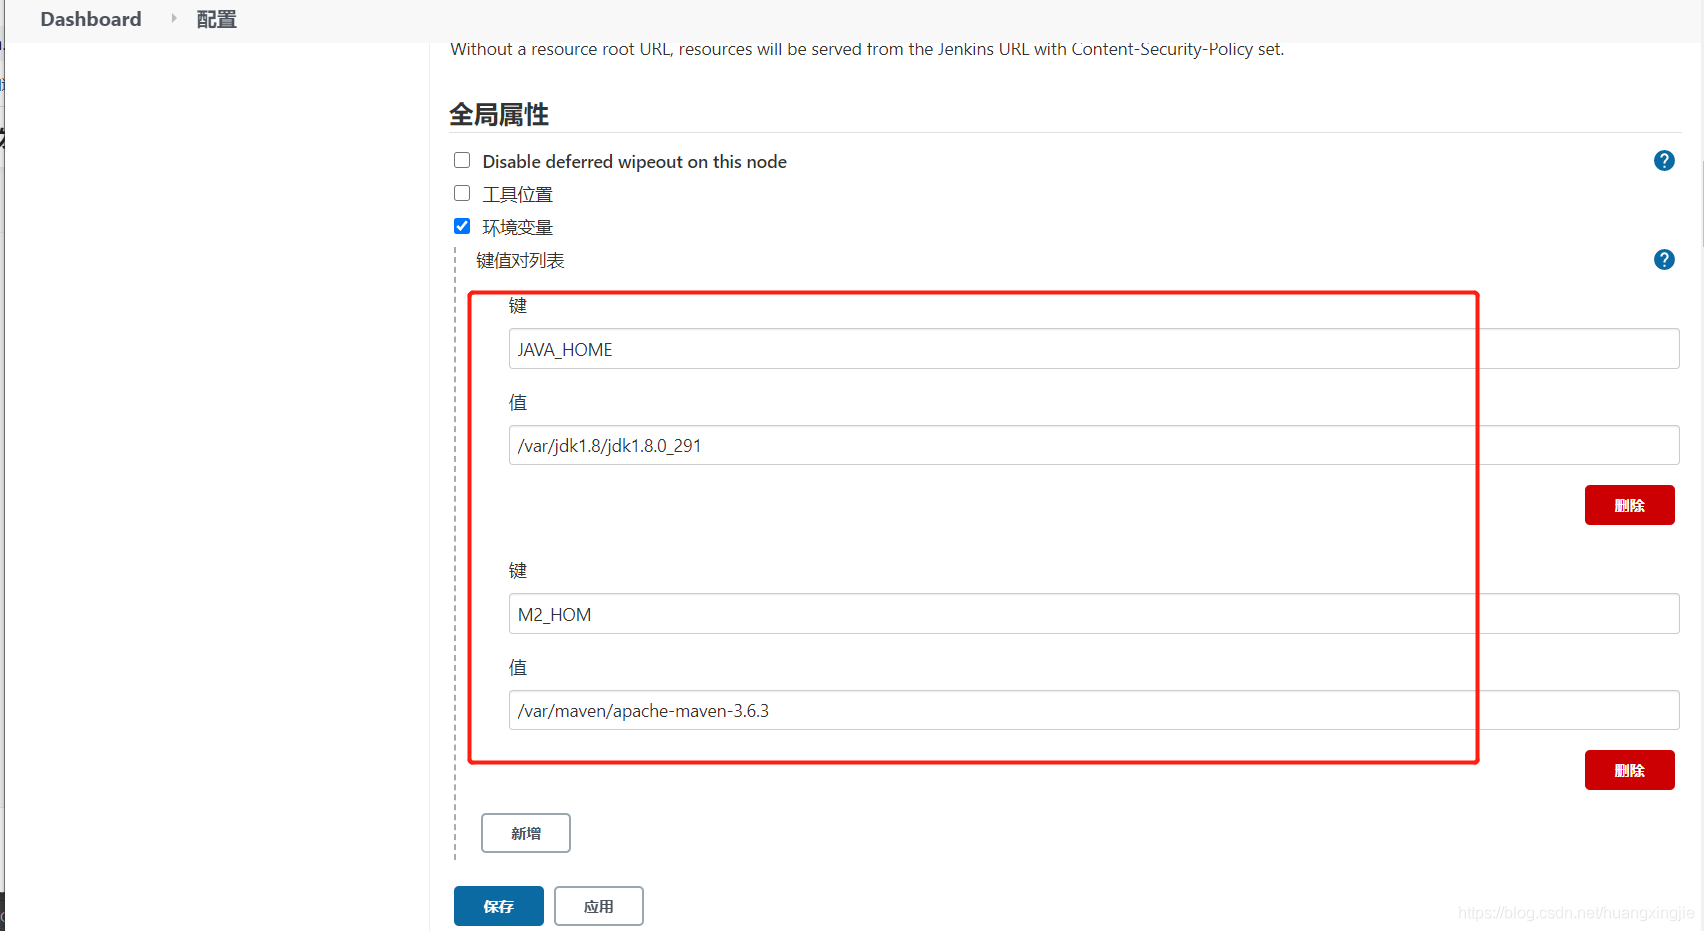 Dashboard
配置
Without a resource root URL, resources will be served from the Jenkins URL with Content-Security-Policy set.
全局属性
Disable deferred wipeout on this node
?
工具位置
环境变量
键值对列表
?
键
JAVA_HOME
值
/var/jdk1.8/jdk1.8.0_291
删除
键
M2_HOM
值
/var/maven/apache-maven-3.6.3
删除
新增
保存
应用
https://blog.csdn.net/huangxingjie